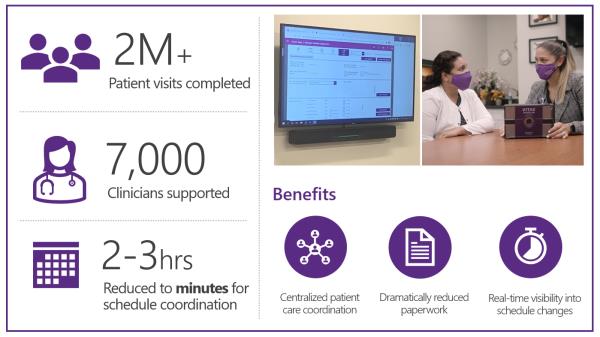 2M+
Patient visits completed
7,000
Clinicians supported
2-3hrs
Reduced to minutes for
schedule coordination
VITAS
Benefits
Centralized patient
care coordination
Dramatically reduced
paperwork
Real-time visibility into
schedule changes